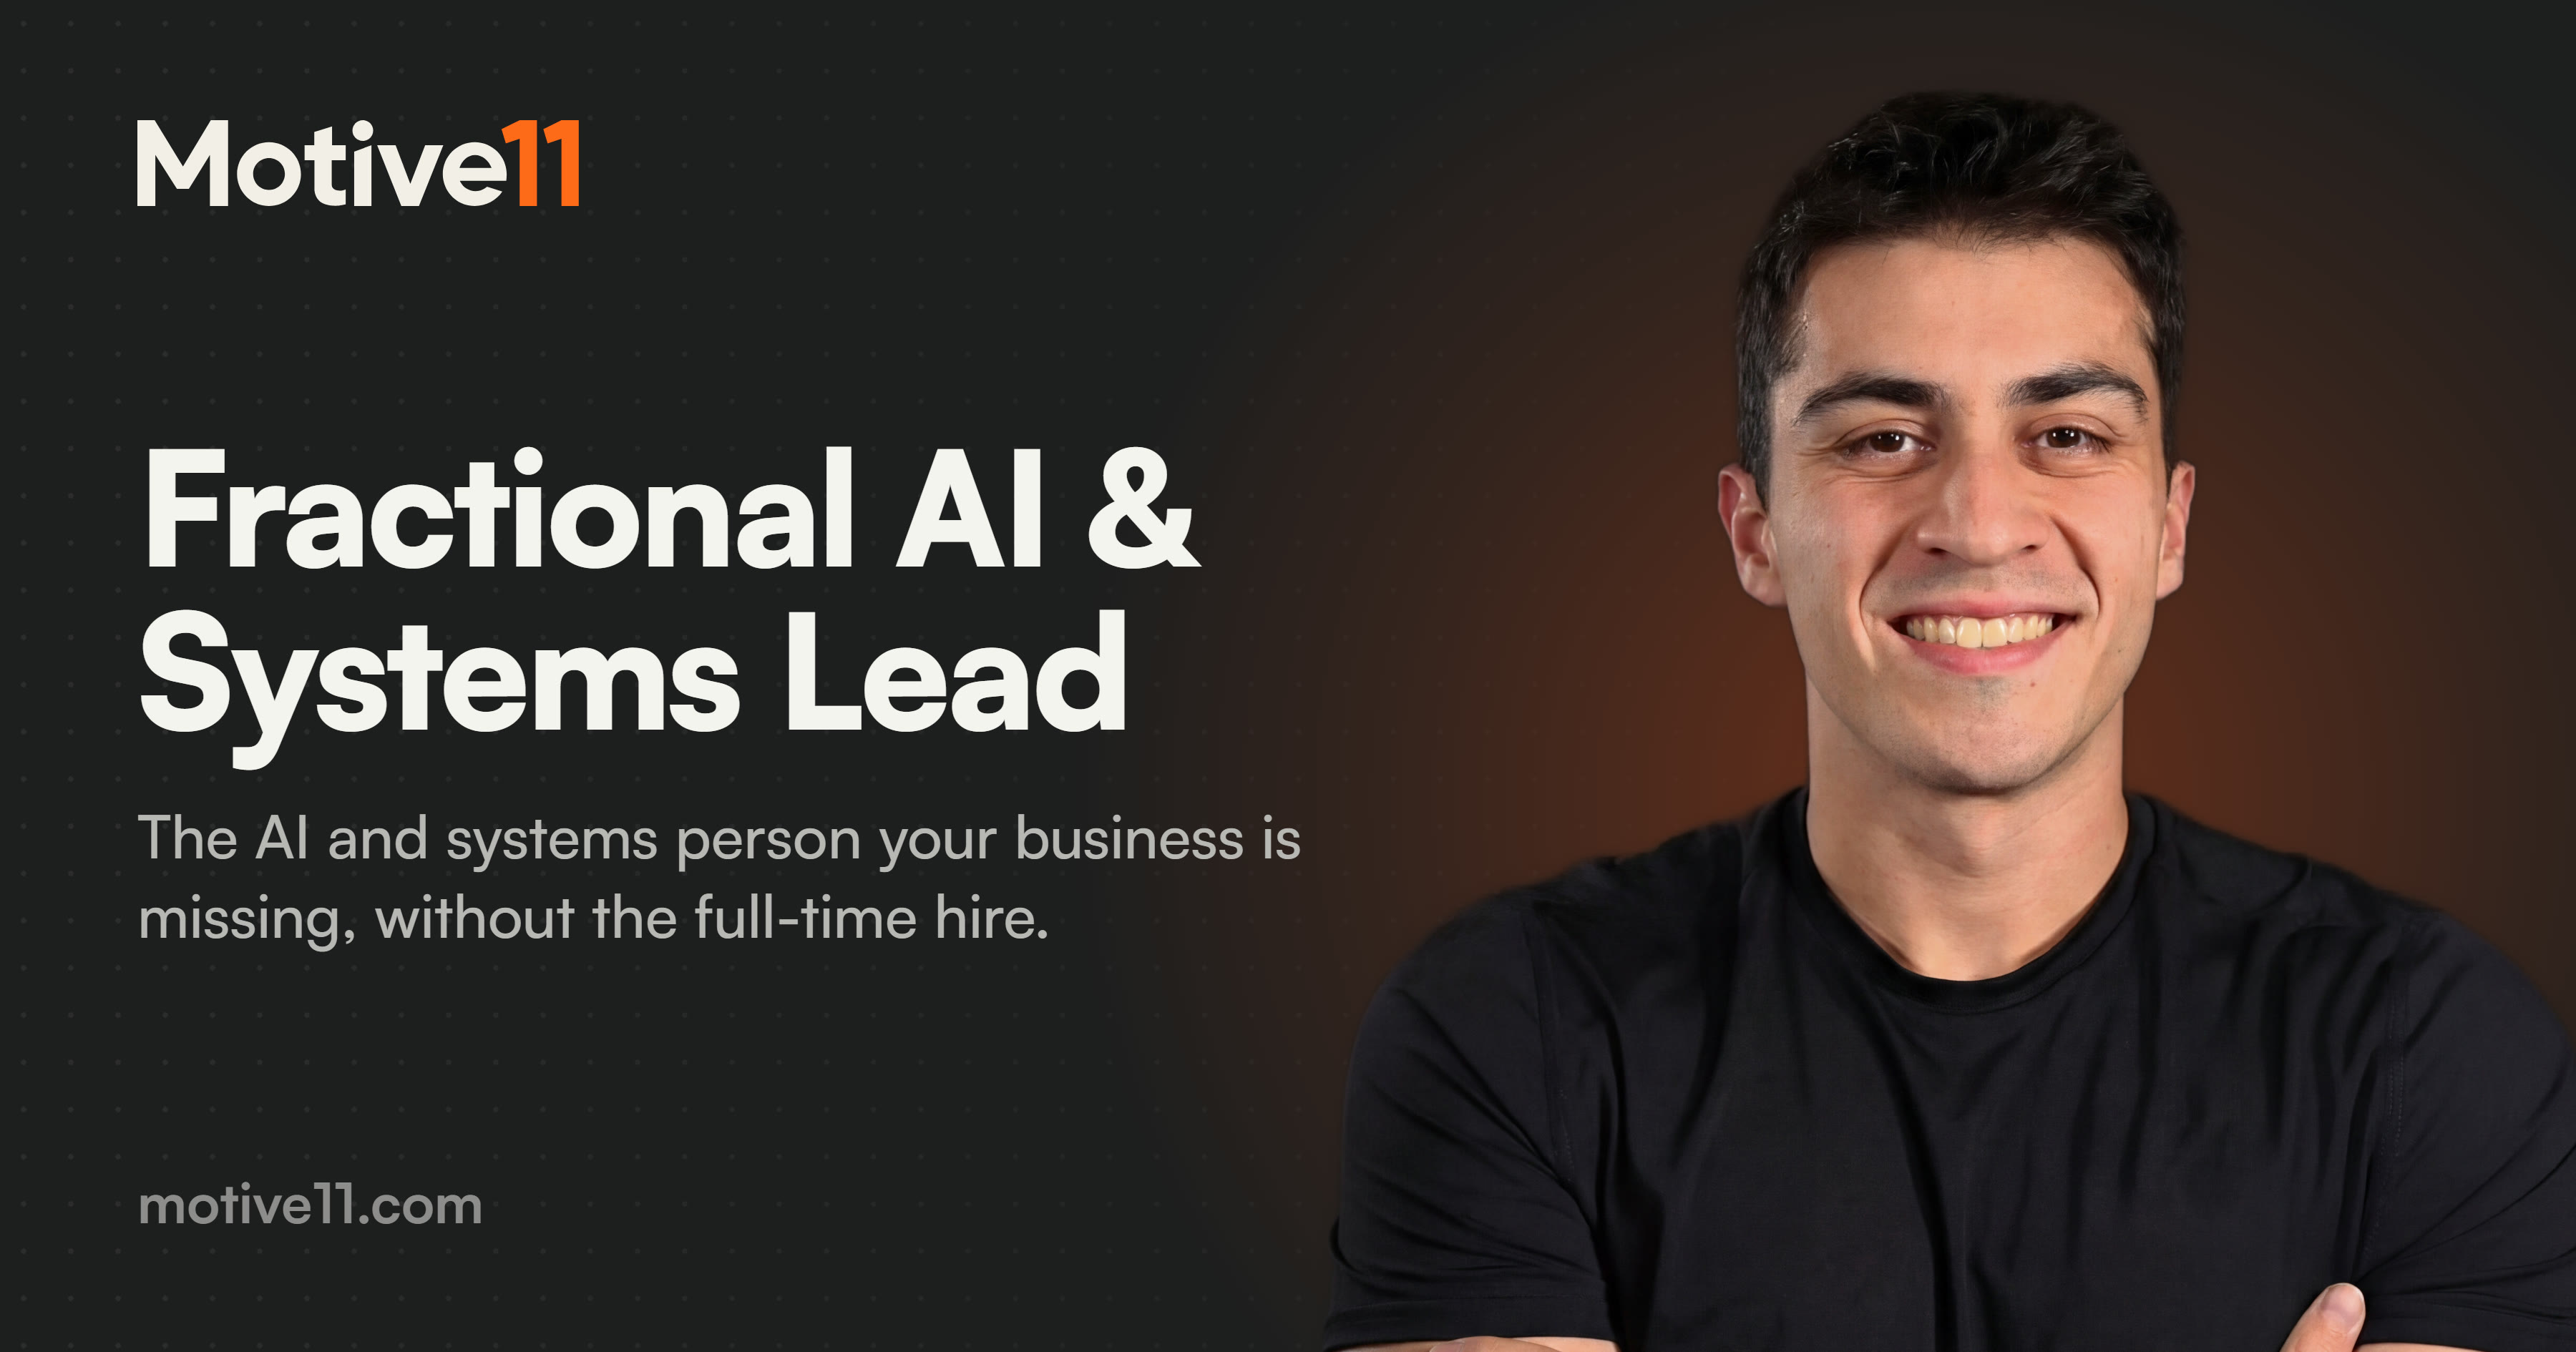 Motive11
Fractional AI &
Systems Lead
The AI and systems person your business is
missing, without the full-time hire.
motive11.com